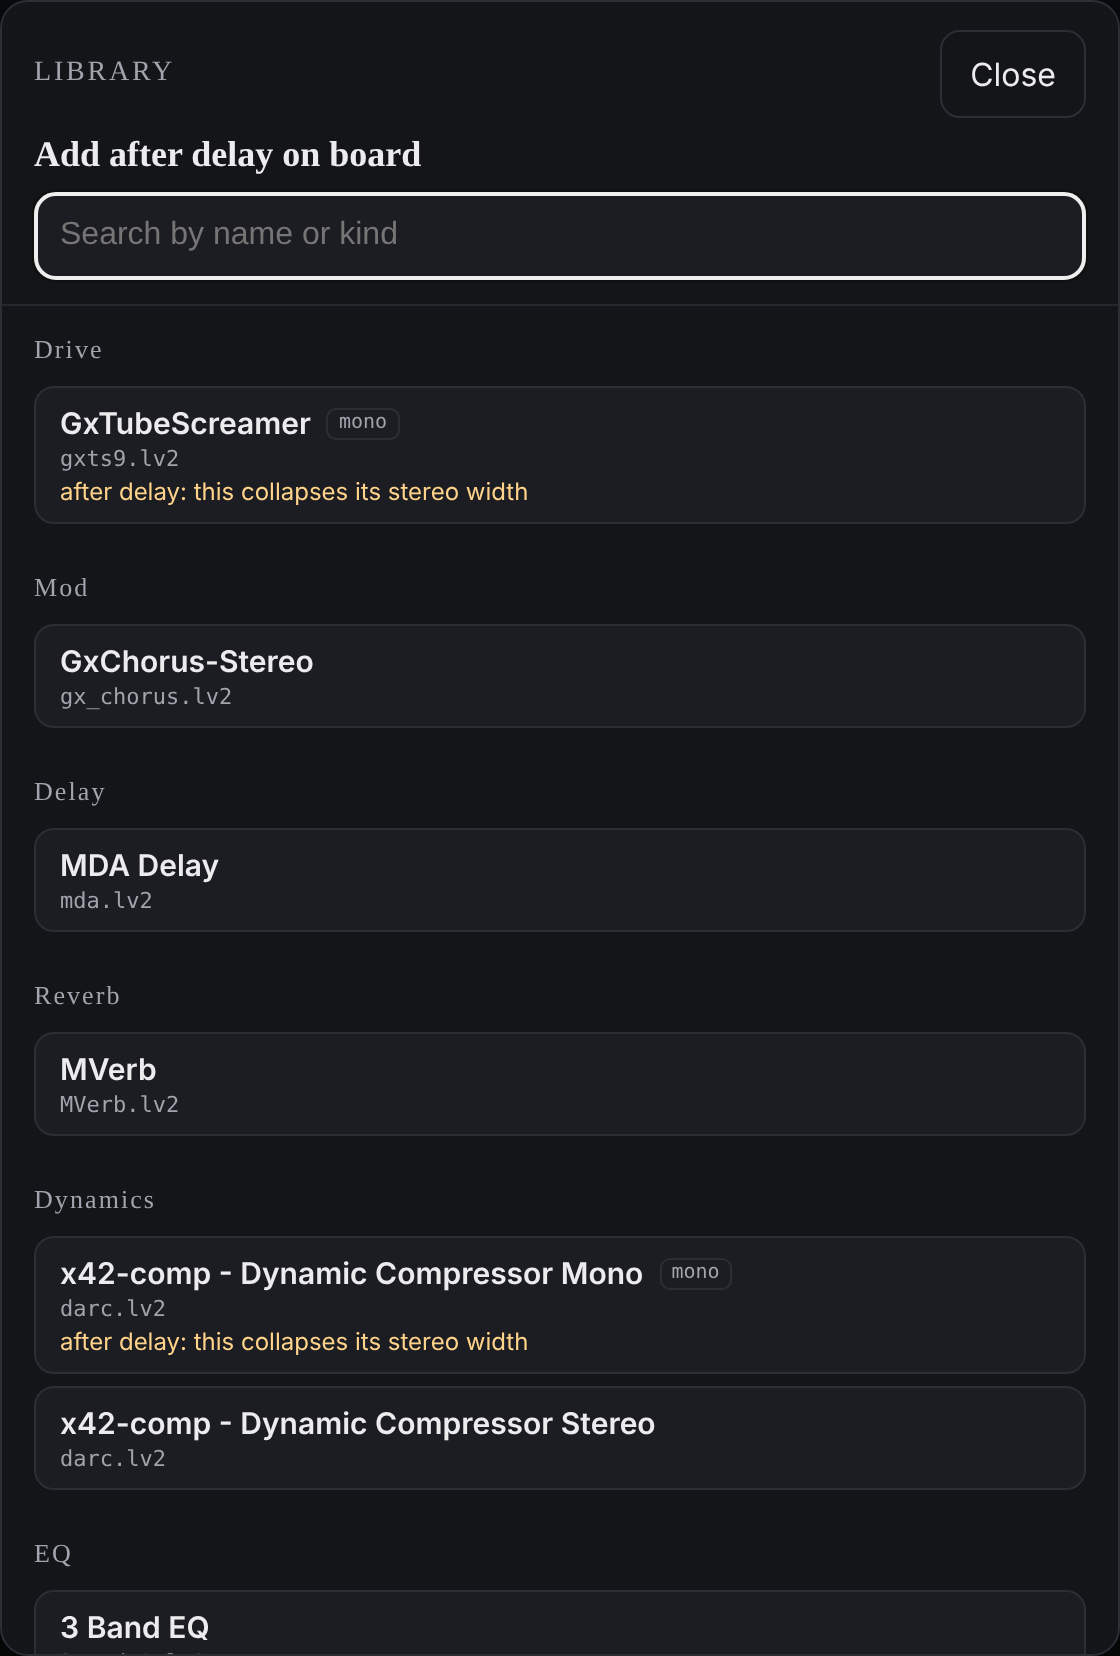 LIBRARY
Close
Add after delay on board
Search by name or kind
Drive
GxTubeScreamer mono
gxts9.lv2
after delay: this collapses its stereo width
Mod
GxChorus-Stereo
gx_chorus.lv2
Delay
MDA Delay
mda.lv2
Reverb
MVerb
MVerb.lv2
Dynamics
x42-comp - Dynamic Compressor Mono mono
darc.lv2
after delay: this collapses its stereo width
x42-comp - Dynamic Compressor Stereo
darc.lv2
EQ
3 Band EQ